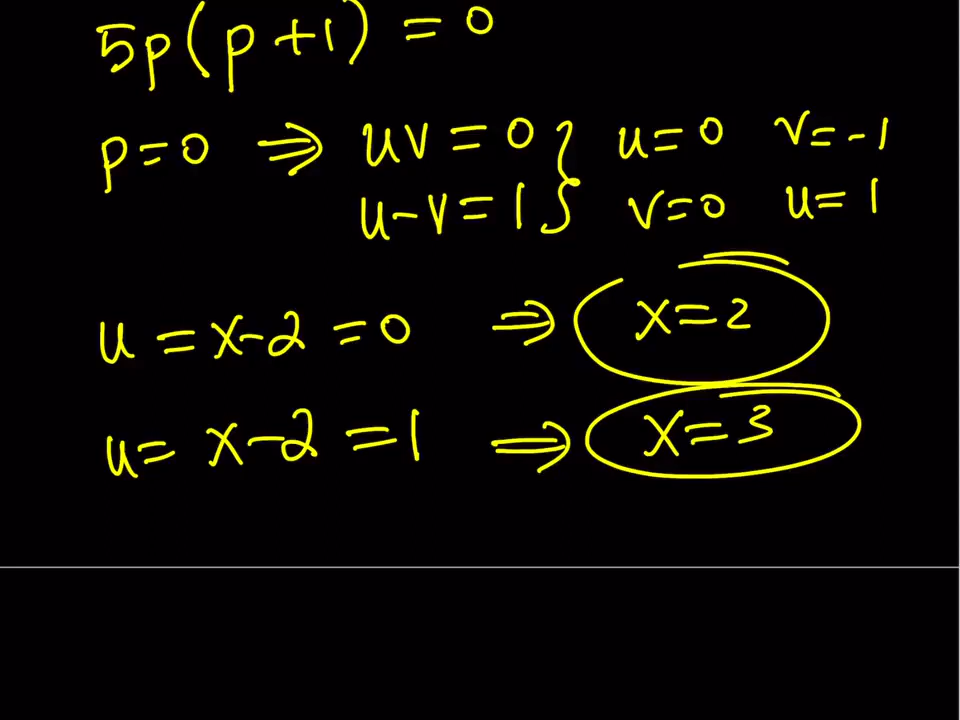 5p(p+1) = 0
p=0 ⇒ uv=0 } u=0 v=-1
u-v=1 } v=0 u=1
u = x-2 = 0 ⇒ x=2
u= x-2 = 1 ⇒ x=3